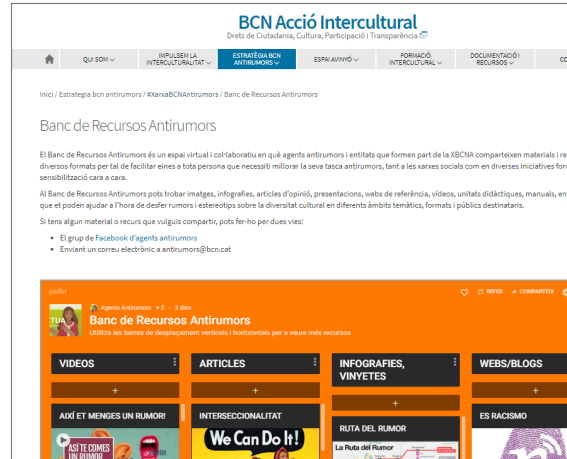 BCN Acció Intercultural
Drets de Ciutadania, Cultura, Participació i Transparència
QUI SOM
IMPULSEM LA INTERCULTURALITAT
ESTRATÈGIA BCN ANTIRUMORS
ESPAI AVINYÓ
FORMACIÓ INTERCULTURAL
DOCUMENTACIÓ I RECURSOS
CO
Inici / Estrategia bcn antirumors / #XarxaBCNAntirumors / Banc de Recursos Antirumors
Banc de Recursos Antirumors
El Banc de Recursos Antirumors és un espai virtual i col·laboratiu en què agents antirumors i entitats que formen part de la XBCNA comparteixen materials i re
diversos formats per tal de facilitar eines a tota persona que necessiti millorar la seva tasca antirumors, tant a les xarxes socials com en diverses iniciatives for
sensibilització cara a cara.
Al Banc de Recursos Antirumors pots trobar imatges, infografies, articles d'opinió, presentacions, webs de referència, vídeos, unitats didàctiques, manuals, en
que et poden ajudar a l'hora de desfer rumors i estereotips sobre la diversitat cultural en diferents àmbits temàtics, formats i públics destinataris.
Si tens algun material o recurs que vulguis compartir, pots fer-ho per dues vies:
• El grup de Facebook d'agents antirumors
• Enviant un correu electrònic a antirumors@bcn.cat
padlet
REFER
COMPARTEIX
Agents Antirumors +5 · 3 dies
Banc de Recursos Antirumors
Utilitza les barres de desplaçament verticals i horitzontals per a veure més recursos
VIDEOS
ARTICLES
INFOGRAFIES, VINYETES
WEBS/BLOGS
+
+
+
+
AIXÍ ET MENGES UN RUMOR!
INTERSECCIONALITAT
RUTA DEL RUMOR
ES RACISMO
ASÍ TE COMES
UN RUMOR
We Can Do It!
La Ruta del Rumor